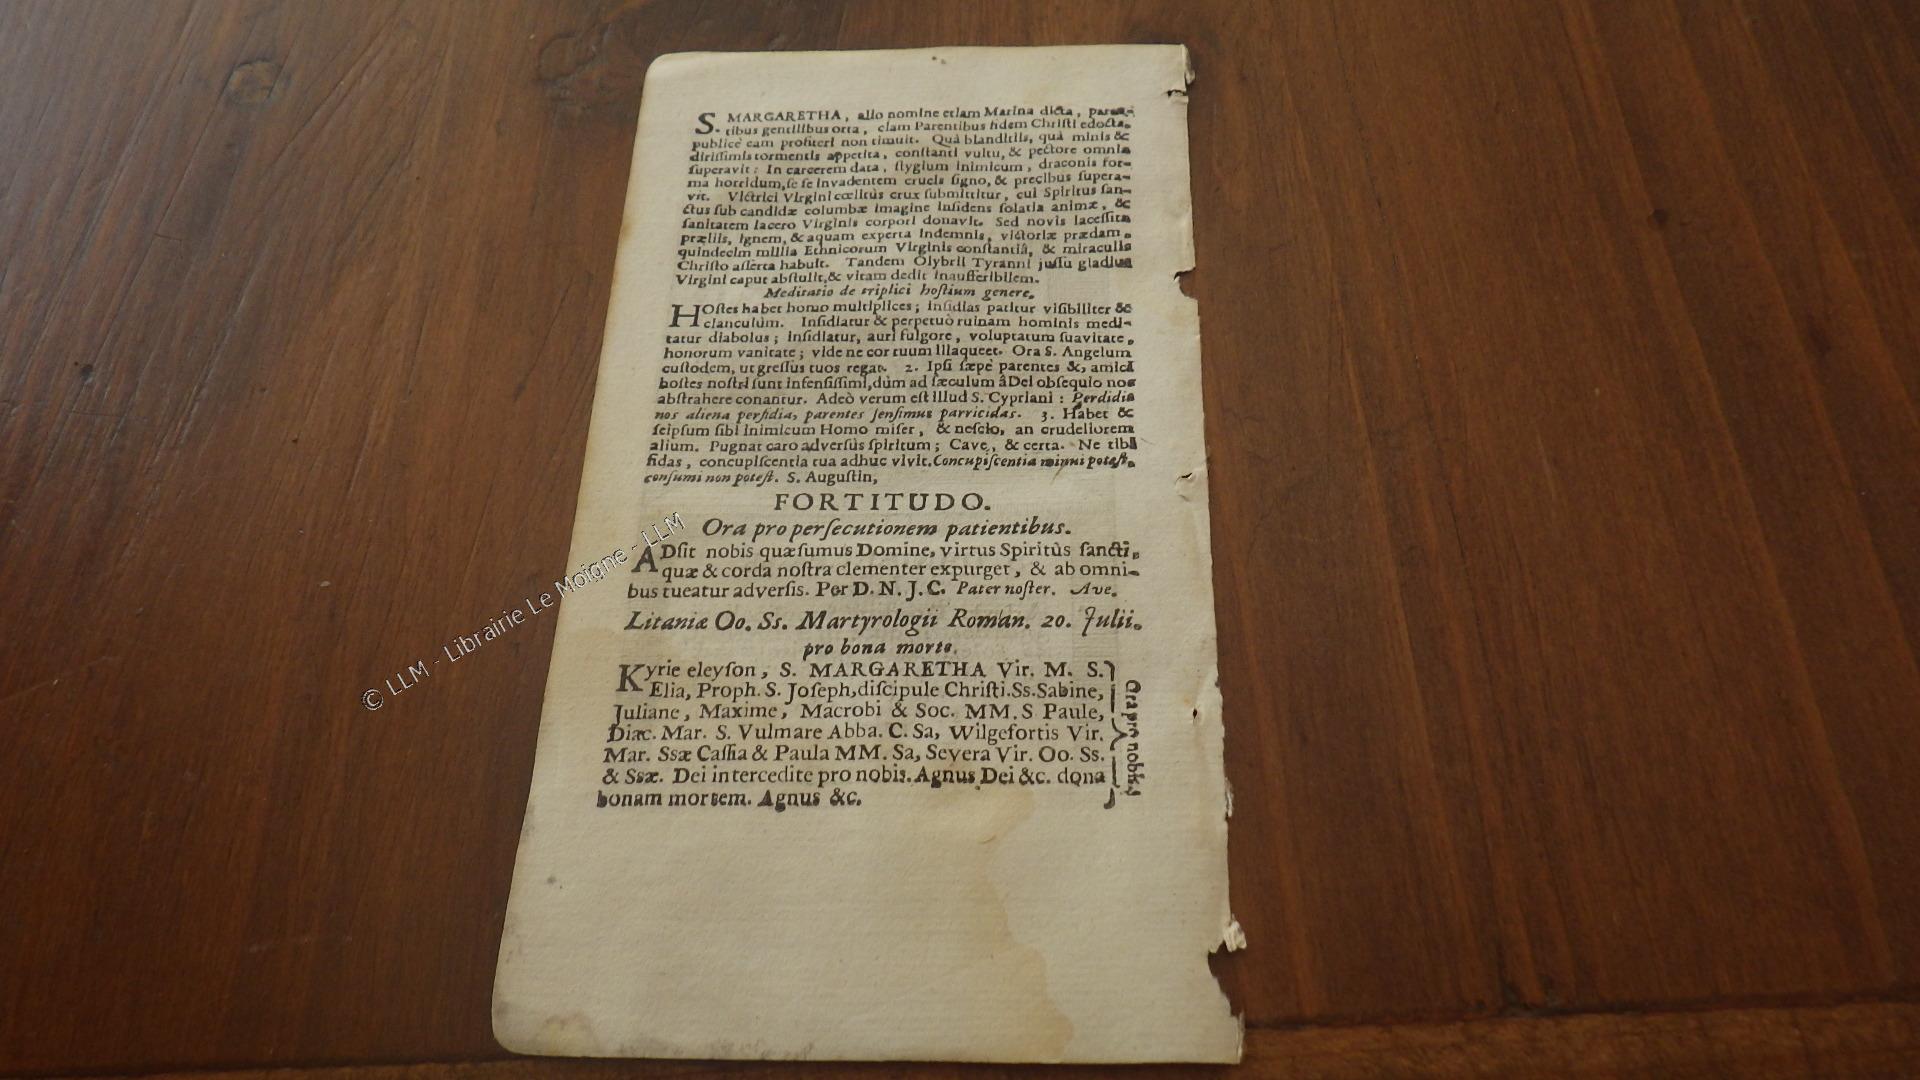 S. MARGARETHA, alio nomine etiam Marina dicta, paren-
tibus gentilibus orta, clam Parentibus fidem Christi edocta,
publicè eam profiteri non timuit. Quà blanditiis, quà minis &
dirissimis tormentis appetita, constanti vultu, & pectore omnia
superavit: In carcerem data, stygium inimicum, draconis for-
ma horridum, se se invadentem crucis signo, & precibus supera-
vit. Victrici Virgini cœlitùs crux submittitur, cui Spiritus san-
ctus sub candidæ columbæ imagine insidens solatia animæ, &
sanitatem lacero Virginis corpori donavit. Sed novis lacessita
præliis, ignem, & aquam experta indemnis, victoriæ prædam,
quindecim millia Ethnicorum Virginis constantiâ, & miraculis
Christo asserta habuit. Tandem Olybrii Tyranni jussu gladius
Virgini caput abstulit, & vitam dedit inauferibilem.
Meditatio de triplici hostium genere.
HOstes habet homo multiplices; insidias patitur visibiliter &
clanculùm. Insidiatur & perpetuò ruinam hominis medi-
tatur diabolus; insidiatur, auri fulgore, voluptatum suavitate,
honorum vanitate; vide ne cor tuum illaqueet. Ora S. Angelum
custodem, ut gressus tuos regat. 2. Ipsi sæpè parentes &, amici
hostes nostri sunt infensissimi, dùm ad sæculum â Dei obsequio nos
abstrahere conantur. Adeò verum est illud S. Cypriani: Perdidit
nos aliena perfidia, parentes sensimus parricidas. 3. Habet &
seipsum sibi inimicum Homo miser, & nescio, an crudeliorem
alium. Pugnat caro adversùs spiritum; Cave, & certa. Ne tibi
fidas, concupiscentia tua adhuc vivit. Concupiscentia minui potest,
consumi non potest. S. Augustin,
FORTITUDO.
Ora pro persecutionem patientibus.
ADsit nobis quæsumus Domine, virtus Spiritùs sancti,
quæ & corda nostra clementer expurget, & ab omni-
bus tueatur adversis. Per D. N. J. C. Pater noster. Ave.
Litaniæ Oo. Ss. Martyrologii Roman. 20. Julii.
pro bona morte.
Kyrie eleyson, S. MARGARETHA Vir. M. S.
Elia, Proph. S. Joseph, discipule Christi. Ss. Sabine,
Juliane, Maxime, Macrobi & Soc. MM. S Paule,
Diac. Mar. S. Vulmare Abba. C. Sa, Wilgefortis Vir.
Mar. Ssæ Cassia & Paula MM. Sa, Severa Vir. Oo. Ss.
& Ssæ. Dei intercedite pro nobis. Agnus Dei &c. dona
bonam mortem. Agnus &c.
Ora pro nobis.
© LLM - Librairie Le Moigne - LLM